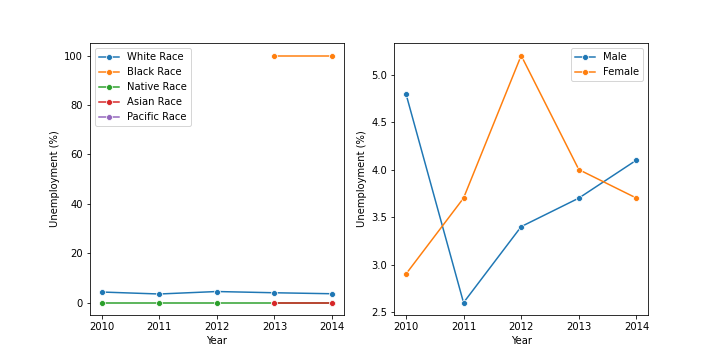 White Race
Black Race
Native Race
Asian Race
Pacific Race
100
80
60
40
20
0
Unemployment (%)
2010 2011 2012 2013 2014
Year
Male
Female
5.0
4.5
4.0
3.5
3.0
2.5
Unemployment (%)
2010 2011 2012 2013 2014
Year